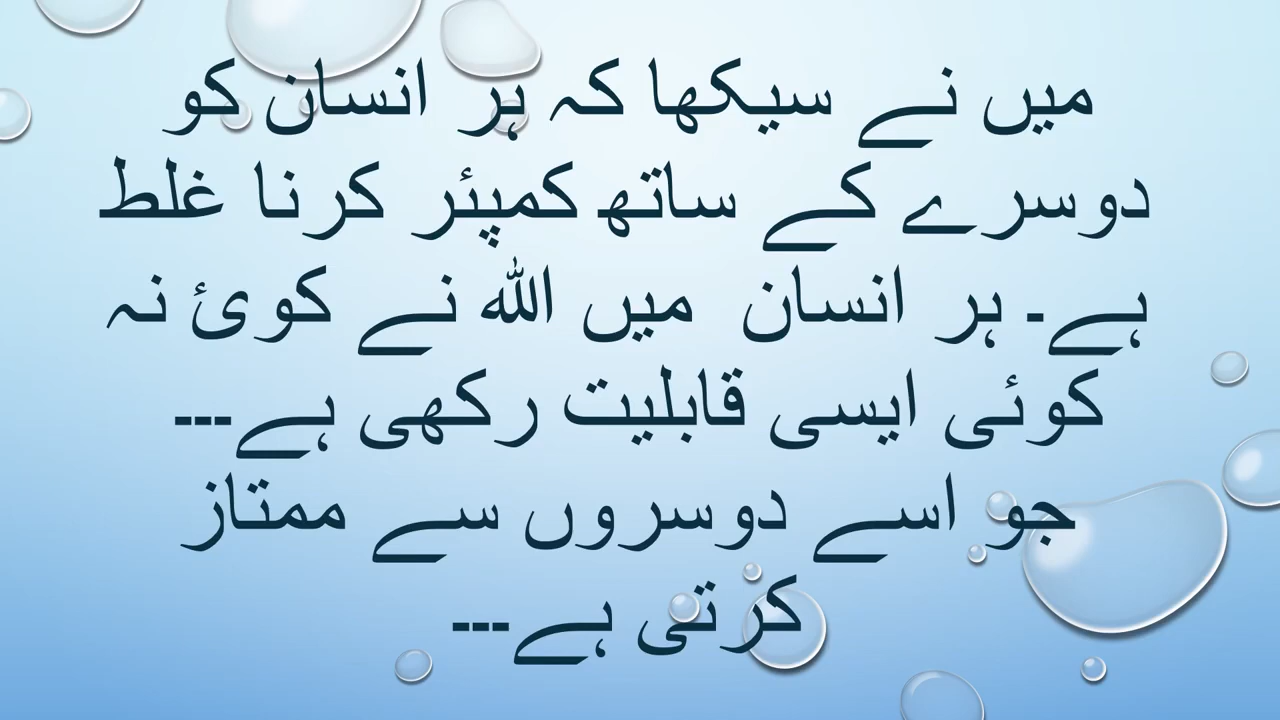 میں نے سیکھا کہ ہر انسان کو
دوسرے کے ساتھ کمپئر کرنا غلط
ہے۔ ہر انسان میں اللہ نے کوئ نہ
کوئی ایسی قابلیت رکھی ہے۔۔۔
جو اسے دوسروں سے ممتاز
کرتی ہے۔۔۔